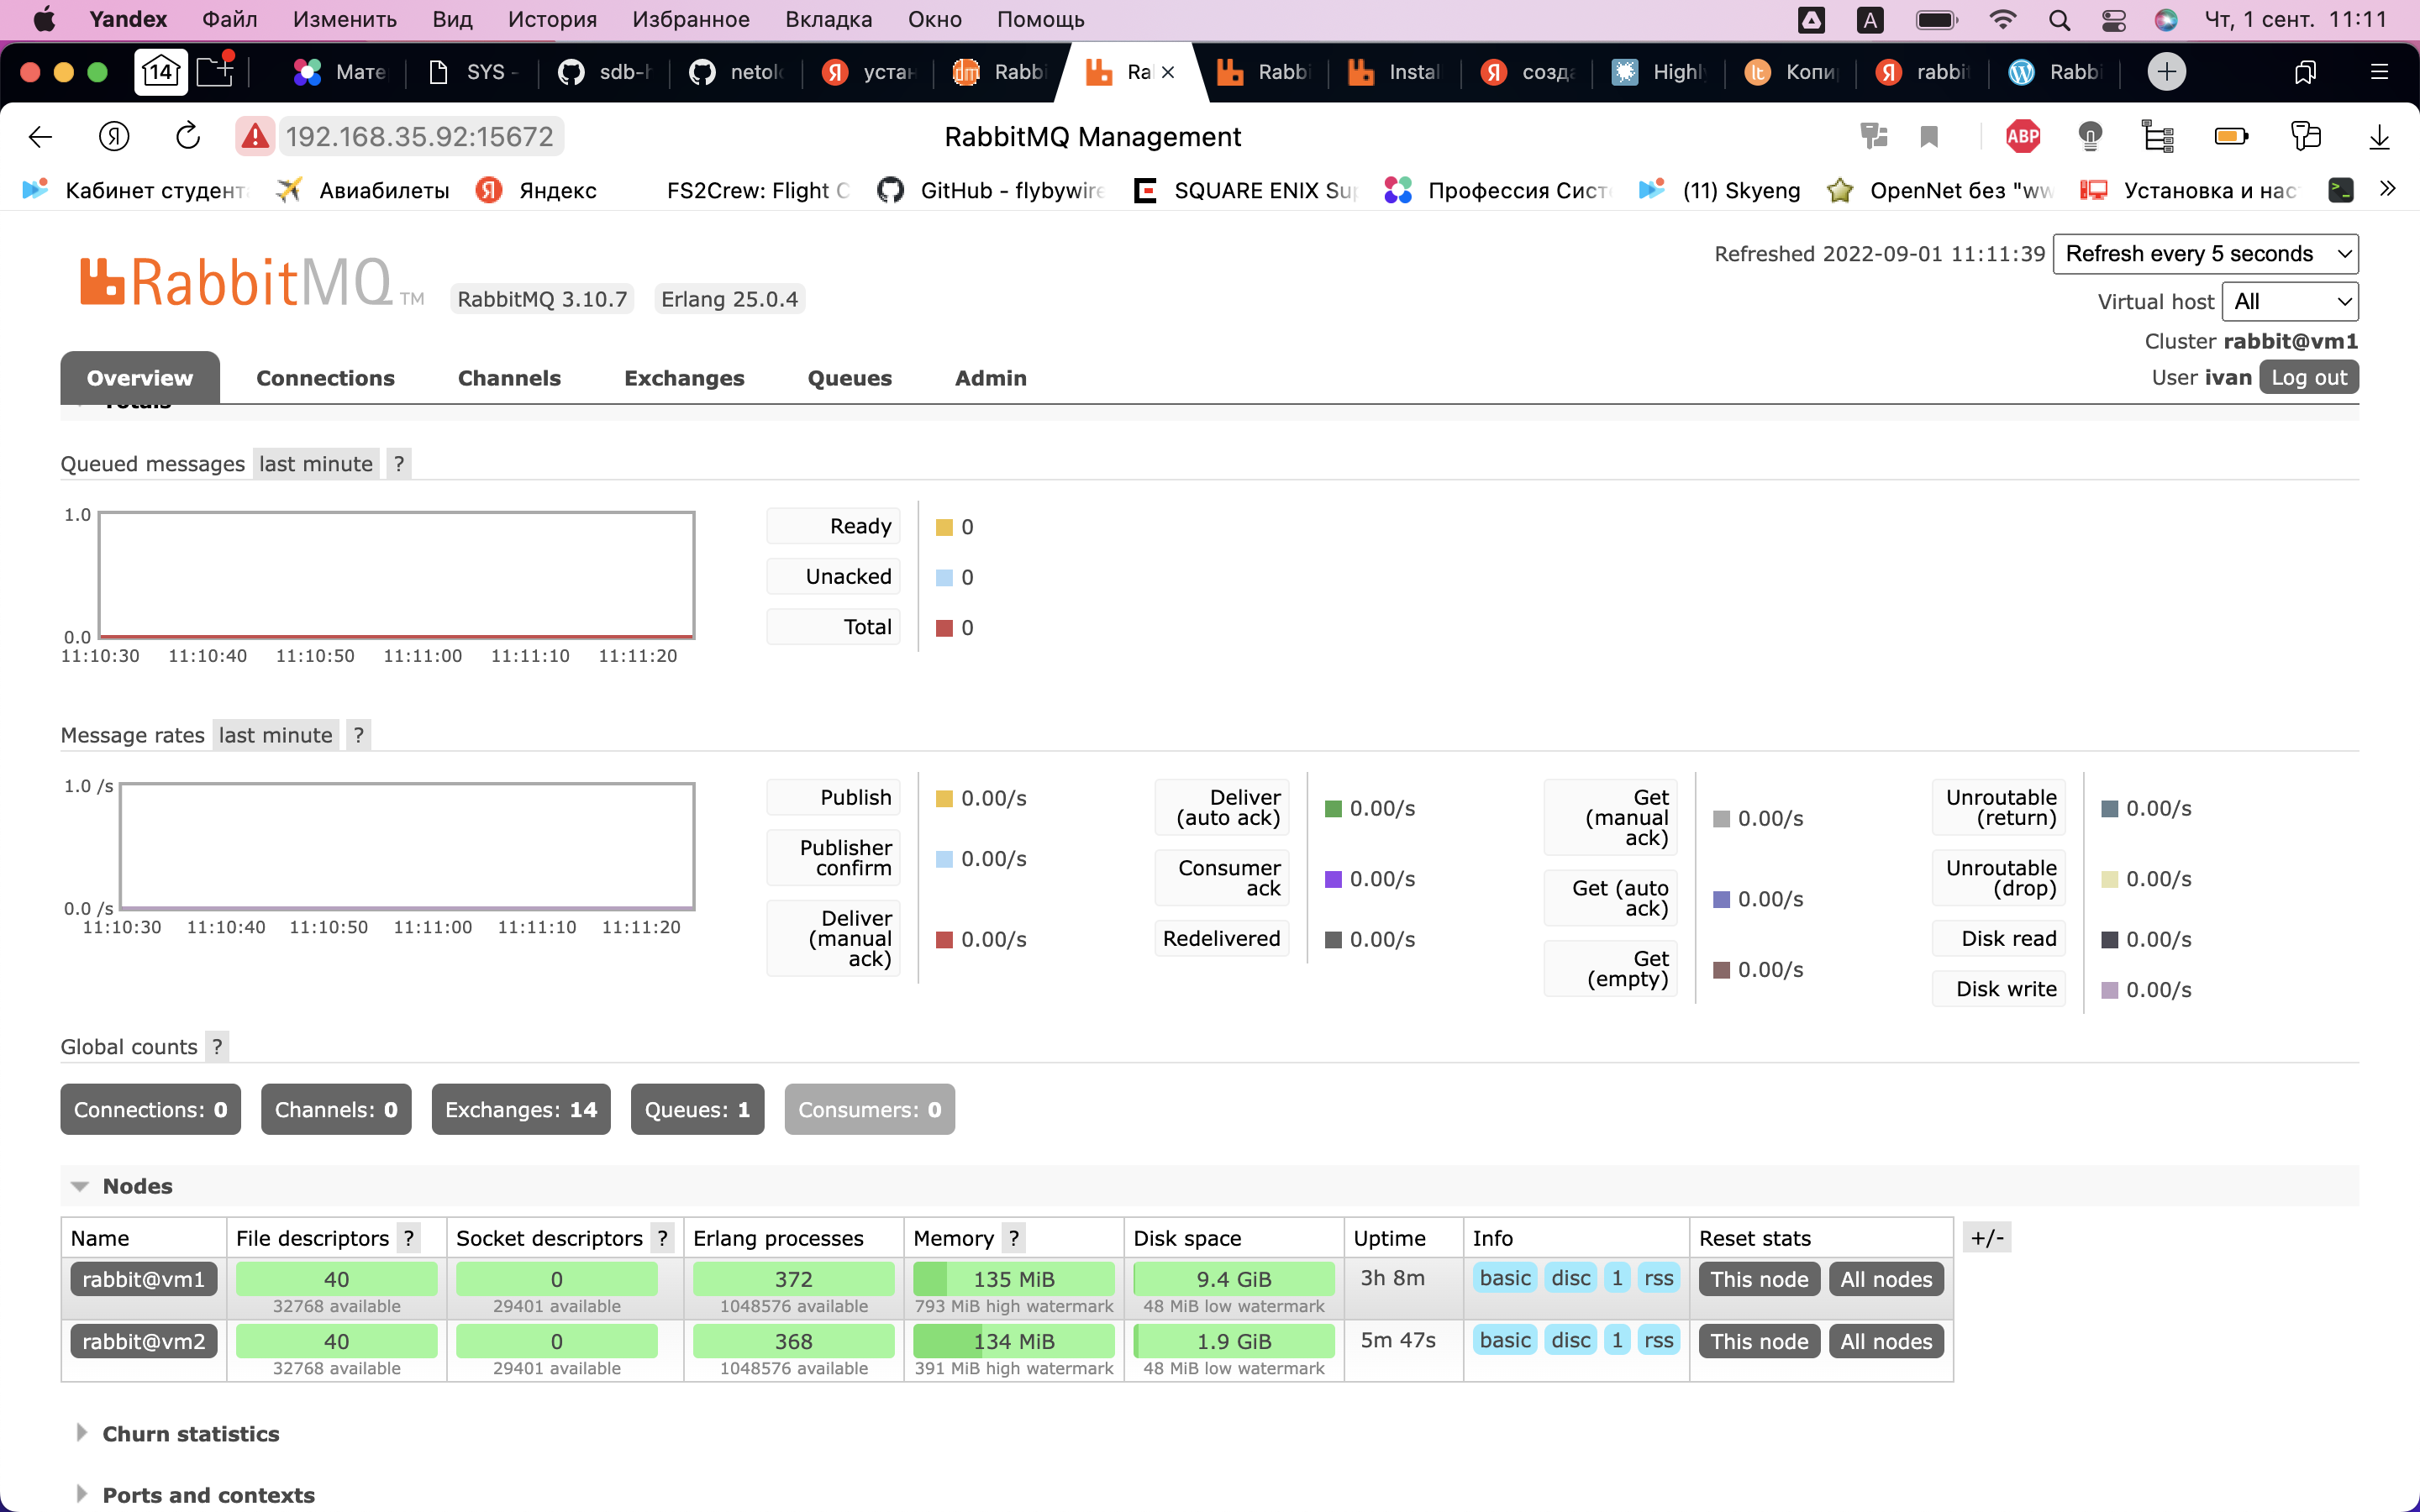 Yandex Файл Изменить Вид История Избранное Вкладка Окно Помощь A Чт, 1 сент. 11:11
14 Мате SYS - sdb-h netolo устан Rabbi Ra Rabbi Instal созда Highly Копи rabbit Rabbi
192.168.35.92:15672 RabbitMQ Management ABP
Кабинет студента Авиабилеты Яндекс FS2Crew: Flight C GitHub - flybywire SQUARE ENIX Sup Профессия Систе (11) Skyeng OpenNet без "ww Установка и нас
Refreshed 2022-09-01 11:11:39 Refresh every 5 seconds
RabbitMQ TM RabbitMQ 3.10.7 Erlang 25.0.4
Virtual host All
Cluster rabbit@vm1
Overview Connections Channels Exchanges Queues Admin
User ivan Log out
Totals
Queued messages last minute ?
1.0
0.0
11:10:30 11:10:40 11:10:50 11:11:00 11:11:10 11:11:20
Ready 0
Unacked 0
Total 0
Message rates last minute ?
1.0 /s
0.0 /s
11:10:30 11:10:40 11:10:50 11:11:00 11:11:10 11:11:20
Publish 0.00/s
Publisher confirm 0.00/s
Deliver (manual ack) 0.00/s
Deliver (auto ack) 0.00/s
Consumer ack 0.00/s
Redelivered 0.00/s
Get (manual ack) 0.00/s
Get (auto ack) 0.00/s
Get (empty) 0.00/s
Unroutable (return) 0.00/s
Unroutable (drop) 0.00/s
Disk read 0.00/s
Disk write 0.00/s
Global counts ?
Connections: 0 Channels: 0 Exchanges: 14 Queues: 1 Consumers: 0
Nodes
Name File descriptors ? Socket descriptors ? Erlang processes Memory ? Disk space Uptime Info Reset stats +/-
rabbit@vm1 40 0 372 135 MiB 9.4 GiB 3h 8m basic disc 1 rss This node All nodes
32768 available 29401 available 1048576 available 793 MiB high watermark 48 MiB low watermark
rabbit@vm2 40 0 368 134 MiB 1.9 GiB 5m 47s basic disc 1 rss This node All nodes
32768 available 29401 available 1048576 available 391 MiB high watermark 48 MiB low watermark
Churn statistics
Ports and contexts